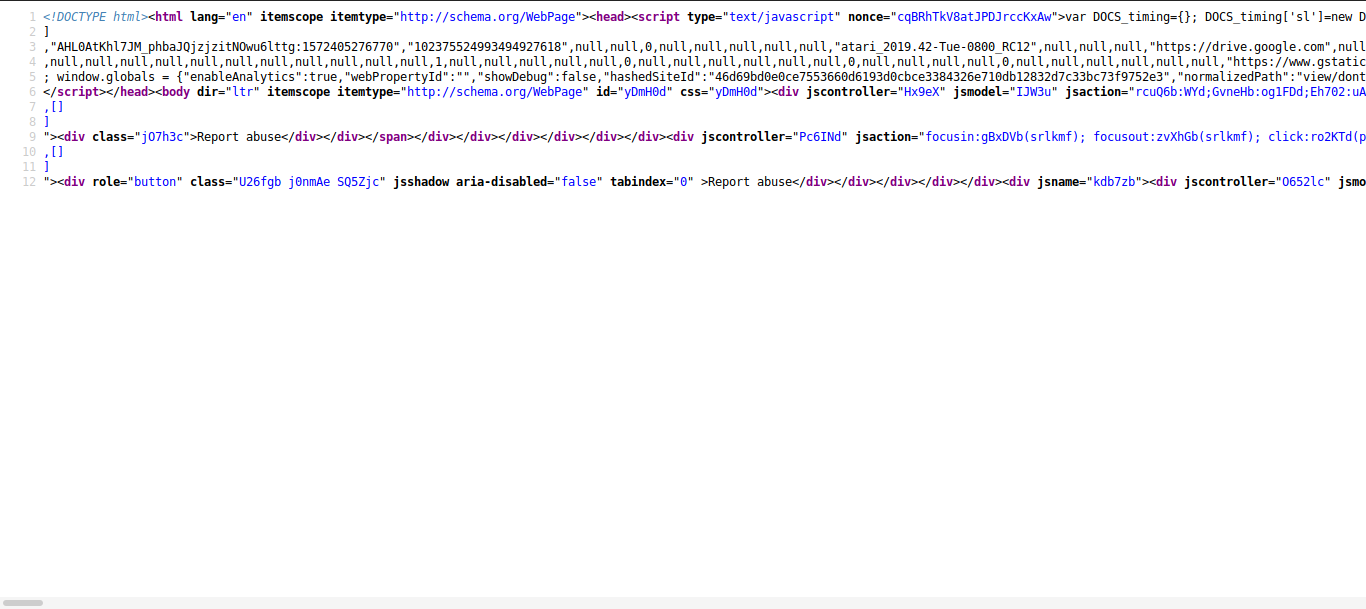 1 <!DOCTYPE html><html lang="en" itemscope itemtype="http://schema.org/WebPage"><head><script type="text/javascript" nonce="cqBRhTkV8atJPDJrccKxAw">var DOCS_timing={}; DOCS_timing['sl']=new D
2 ]
3 ,"AHL0AtKhl7JM_phbaJQjzjzitNOwu6lttg:1572405276770","102375524993494927618",null,null,0,null,null,null,null,null,"atari_2019.42-Tue-0800_RC12",null,null,null,"https://drive.google.com",null
4 ,null,null,null,null,null,null,null,null,null,null,null,1,null,null,null,null,null,0,null,null,null,null,null,null,0,null,null,null,null,0,null,null,null,null,null,null,"https://www.gstatic
5 ; window.globals = {"enableAnalytics":true,"webPropertyId":"","showDebug":false,"hashedSiteId":"46d69bd0e0ce7553660d6193d0cbce3384326e710db12832d7c33bc73f9752e3","normalizedPath":"view/dont
6 </script></head><body dir="ltr" itemscope itemtype="http://schema.org/WebPage" id="yDmH0d" css="yDmH0d"><div jscontroller="Hx9eX" jsmodel="IJW3u" jsaction="rcuQ6b:WYd;GvneHb:og1FDd;Eh702:uA
7 ,[]
8 ]
9 "><div class="jO7h3c">Report abuse</div></div></span></div></div></div></div></div></div><div jscontroller="Pc6INd" jsaction="focusin:gBxDVb(srlkmf); focusout:zvXhGb(srlkmf); click:ro2KTd(p
10 ,[]
11 ]
12 "><div role="button" class="U26fgb j0nmAe SQ5Zjc" jsshadow aria-disabled="false" tabindex="0" >Report abuse</div></div></div></div></div><div jsname="kdb7zb"><div jscontroller="O652lc" jsmo